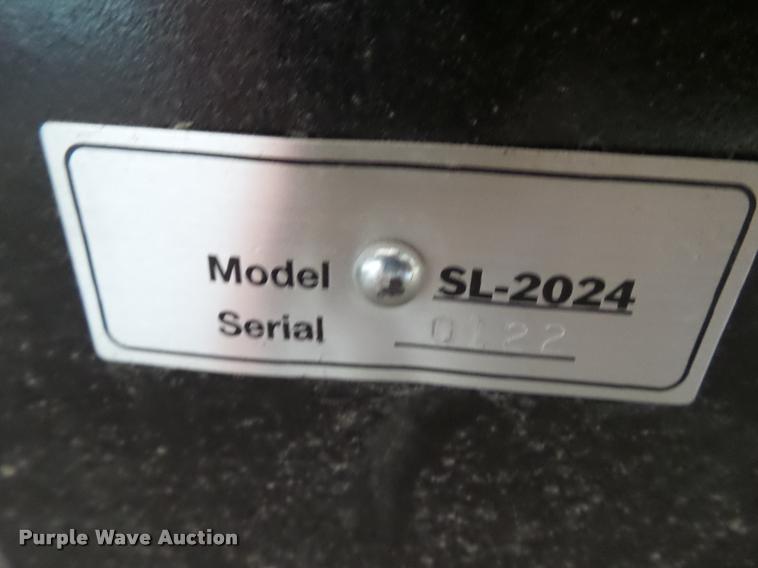 Model SL-2024
Serial 0122
Purple Wave Auction